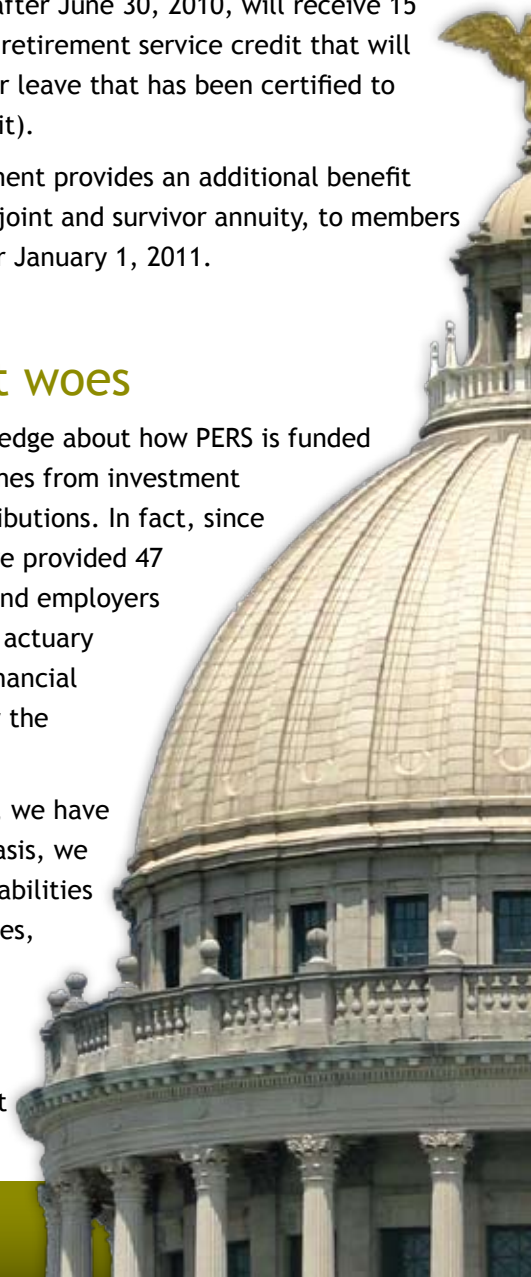 after June 30, 2010, will receive 15
retirement service credit that will
r leave that has been certified to
it).
ment provides an additional benefit
joint and survivor annuity, to members
r January 1, 2011.
t woes
edge about how PERS is funded
nes from investment
ributions. In fact, since
e provided 47
nd employers
actuary
nancial
the
we have
asis, we
abilities
es,
t